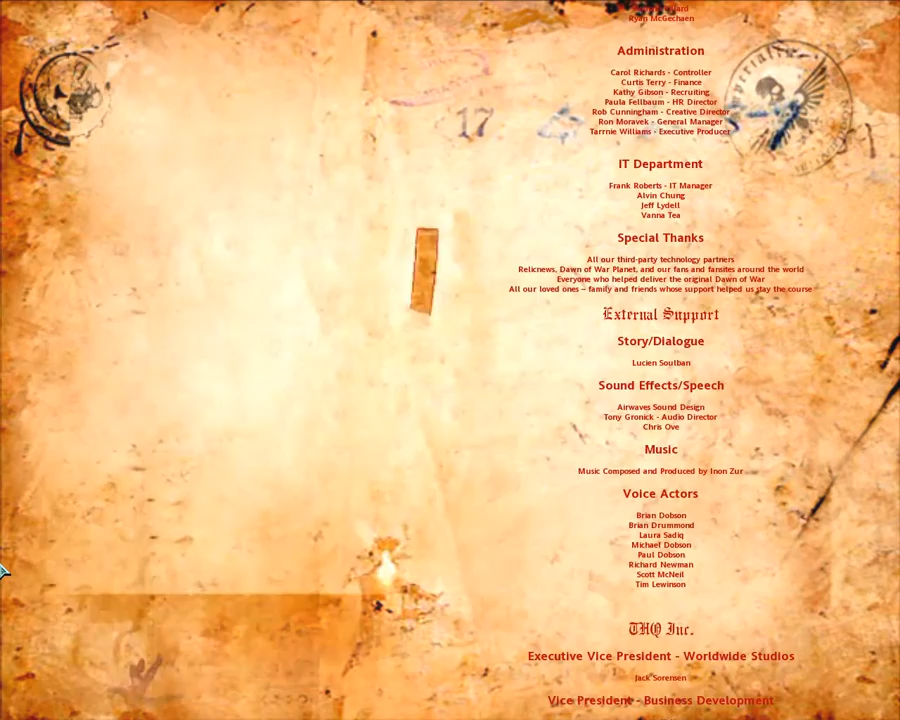 Ryan McGechaen
Administration
Carol Richards - Controller
Curtis Terry - Finance
Kathy Gibson - Recruiting
Paula Fellbaum - HR Director
Rob Cunningham - Creative Director
Ron Moravek - General Manager
Tarrnie Williams - Executive Producer
17
IT Department
Frank Roberts - IT Manager
Alvin Chung
Jeff Lydell
Vanna Tea
Special Thanks
All our third-party technology partners
Relicnews, Dawn of War Planet, and our fans and fansites around the world
Everyone who helped deliver the original Dawn of War
All our loved ones – family and friends whose support helped us stay the course
External Support
Story/Dialogue
Lucien Soulban
Sound Effects/Speech
Airwaves Sound Design
Tony Gronick - Audio Director
Chris Ove
Music
Music Composed and Produced by Inon Zur
Voice Actors
Brian Dobson
Brian Drummond
Laura Sadiq
Michael Dobson
Paul Dobson
Richard Newman
Scott McNeil
Tim Lewinson
THQ Inc.
Executive Vice President - Worldwide Studios
Jack Sorensen
Vice President - Business Development